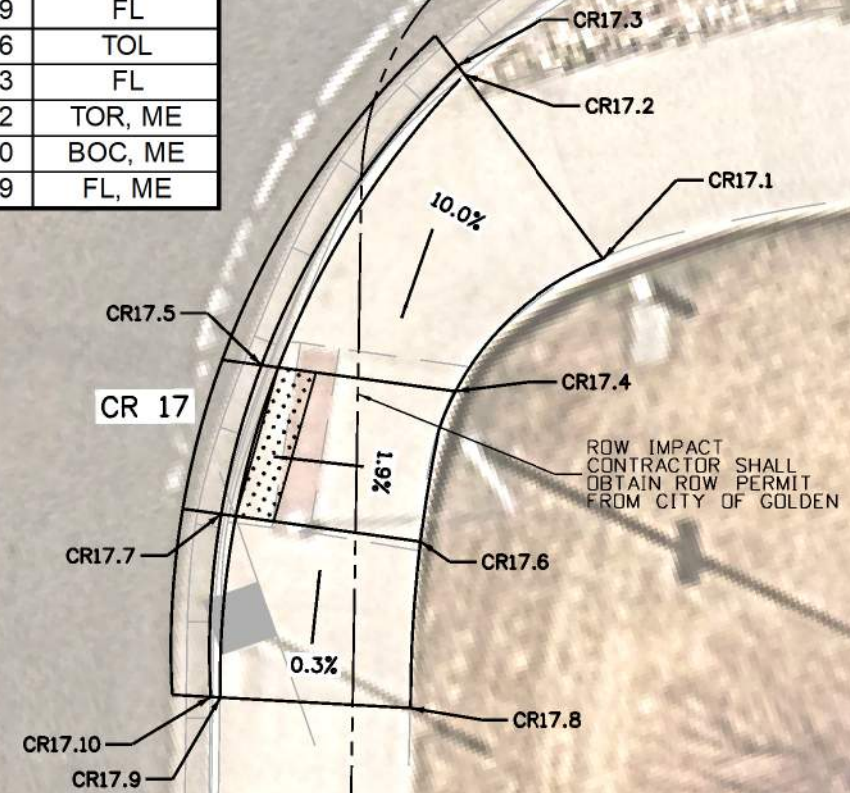 9 FL
6 TOL
3 FL
2 TOR, ME
0 BOC, ME
9 FL, ME
CR17.3
CR17.2
CR17.1
10.0%
CR17.5
CR17.4
CR 17
ROW IMPACT
CONTRACTOR SHALL
OBTAIN ROW PERMIT
FROM CITY OF GOLDEN
1.9%
CR17.7
CR17.6
0.3%
CR17.8
CR17.10
CR17.9